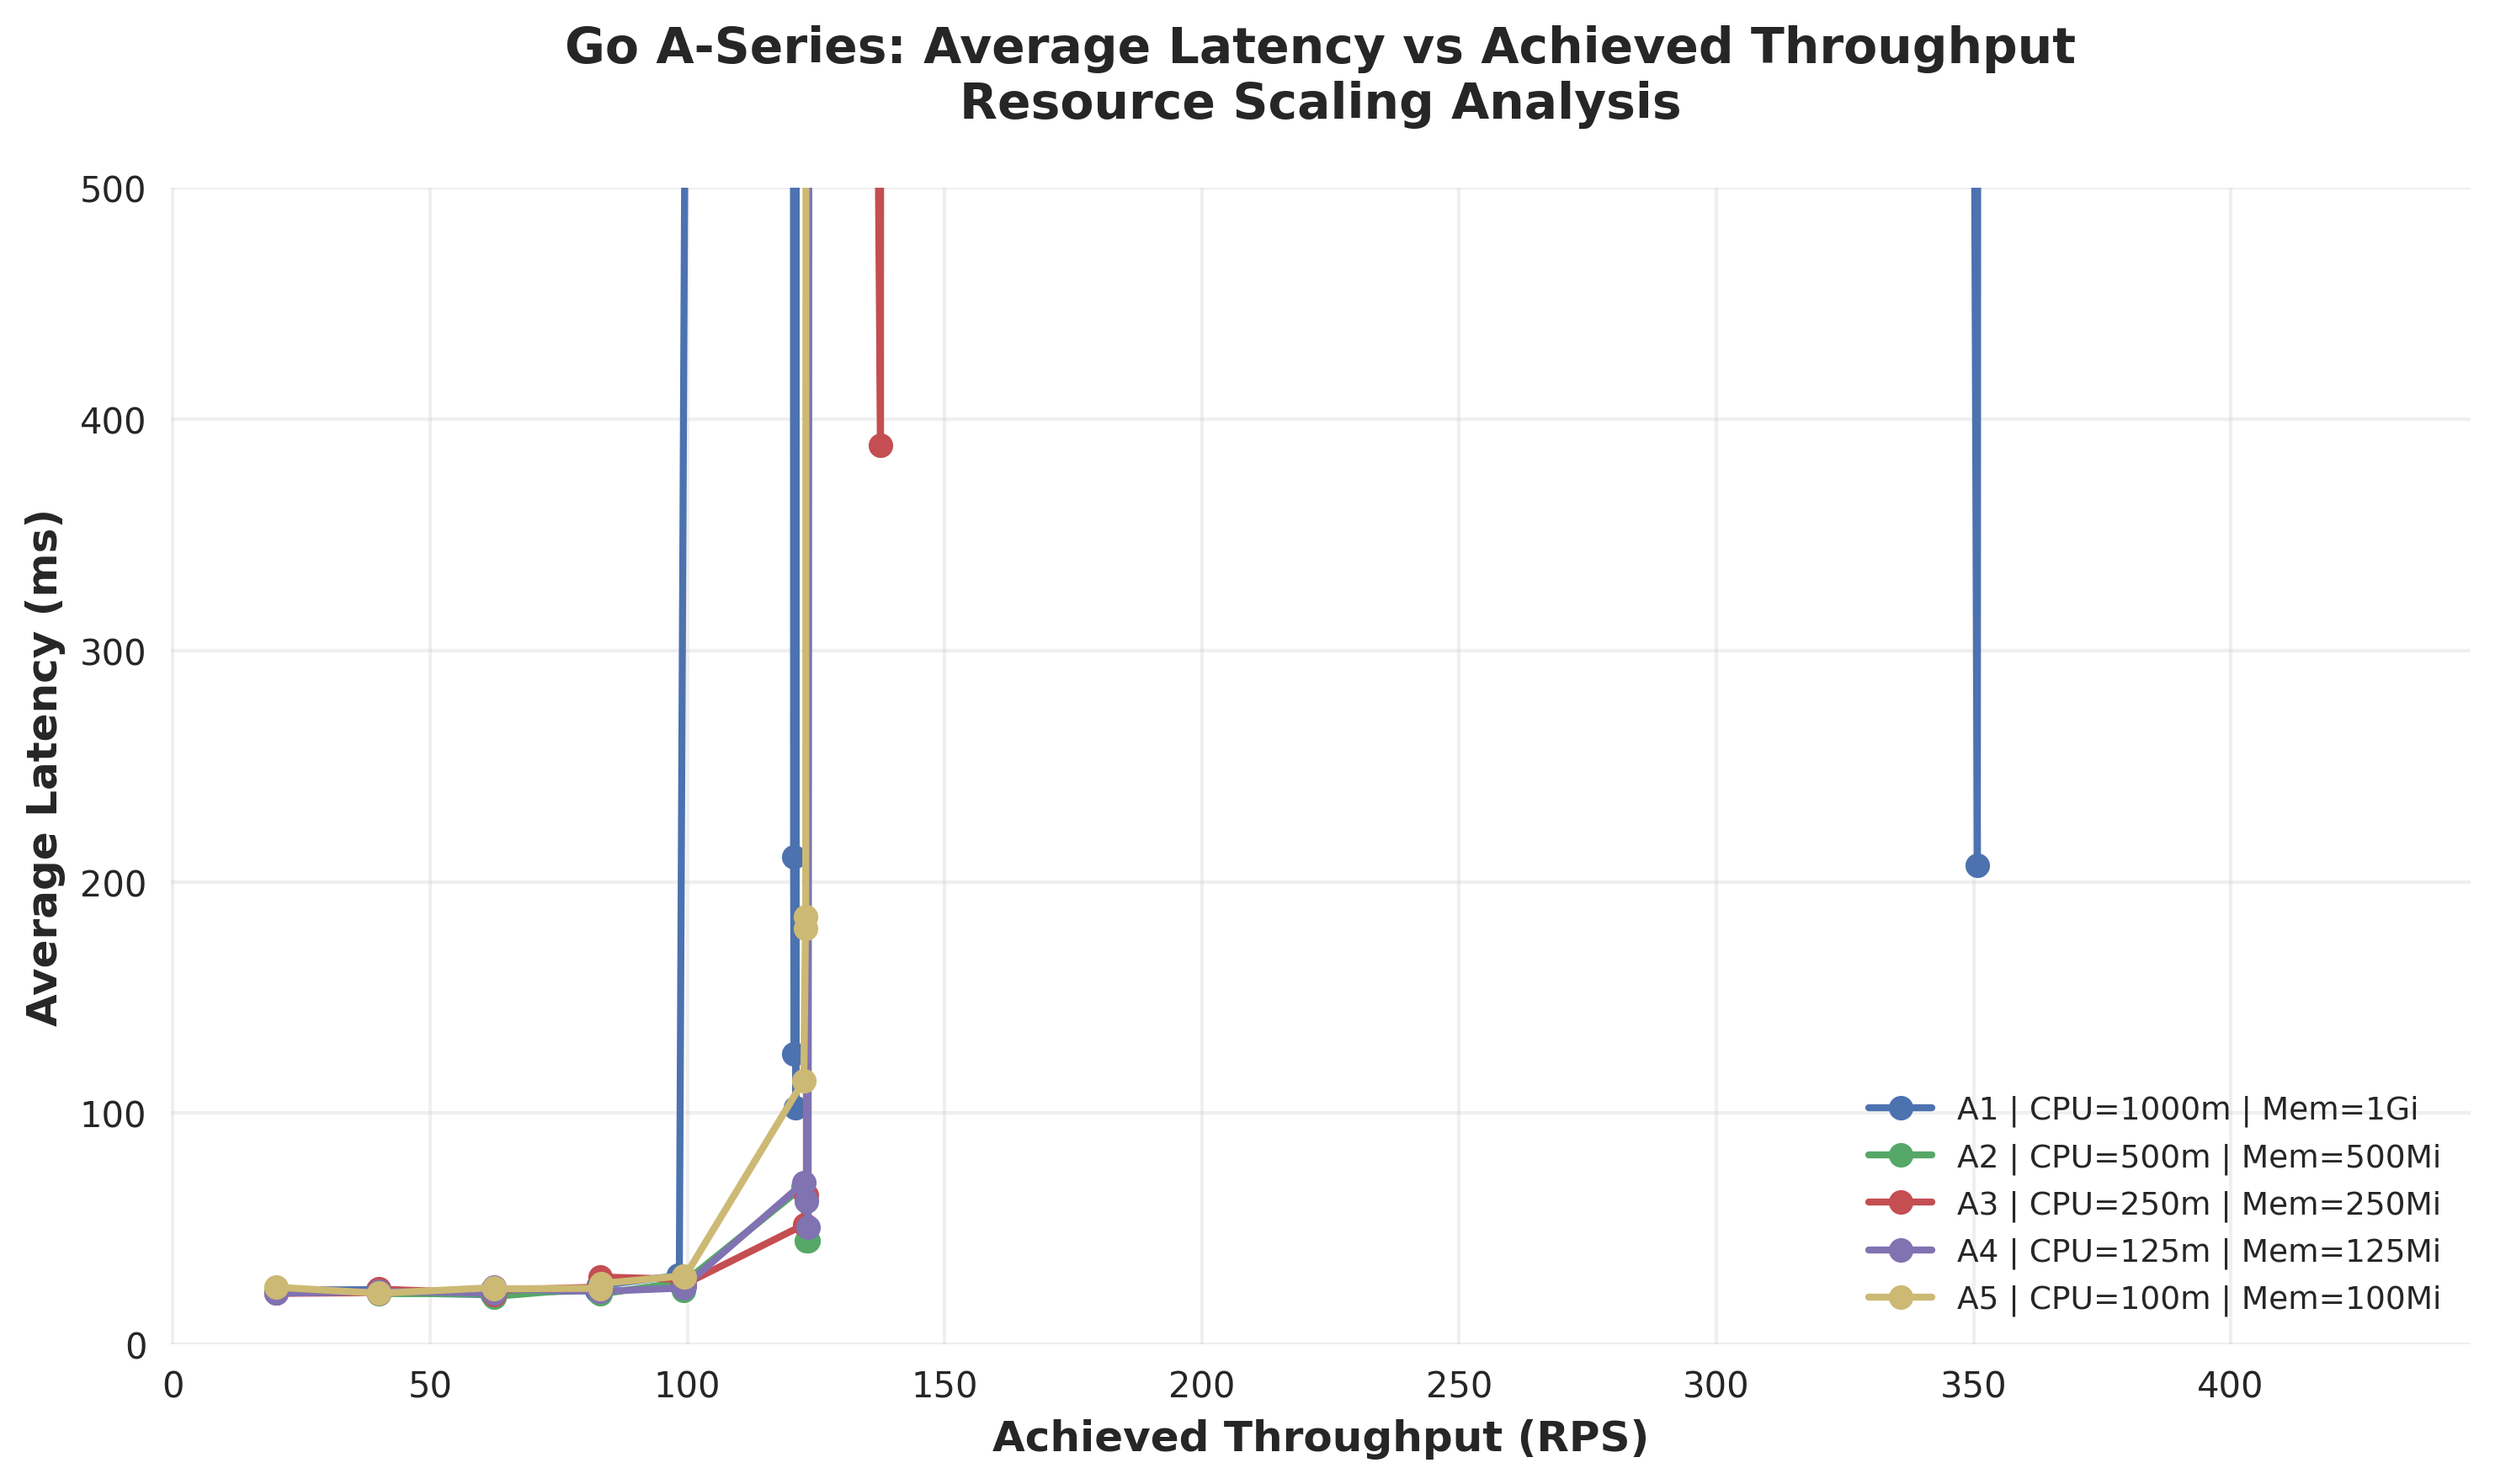 Go A-Series: Average Latency vs Achieved Throughput
Resource Scaling Analysis
Average Latency (ms)
500
400
300
200
100
0
0 50 100 150 200 250 300 350 400
Achieved Throughput (RPS)
A1 | CPU=1000m | Mem=1Gi
A2 | CPU=500m | Mem=500Mi
A3 | CPU=250m | Mem=250Mi
A4 | CPU=125m | Mem=125Mi
A5 | CPU=100m | Mem=100Mi